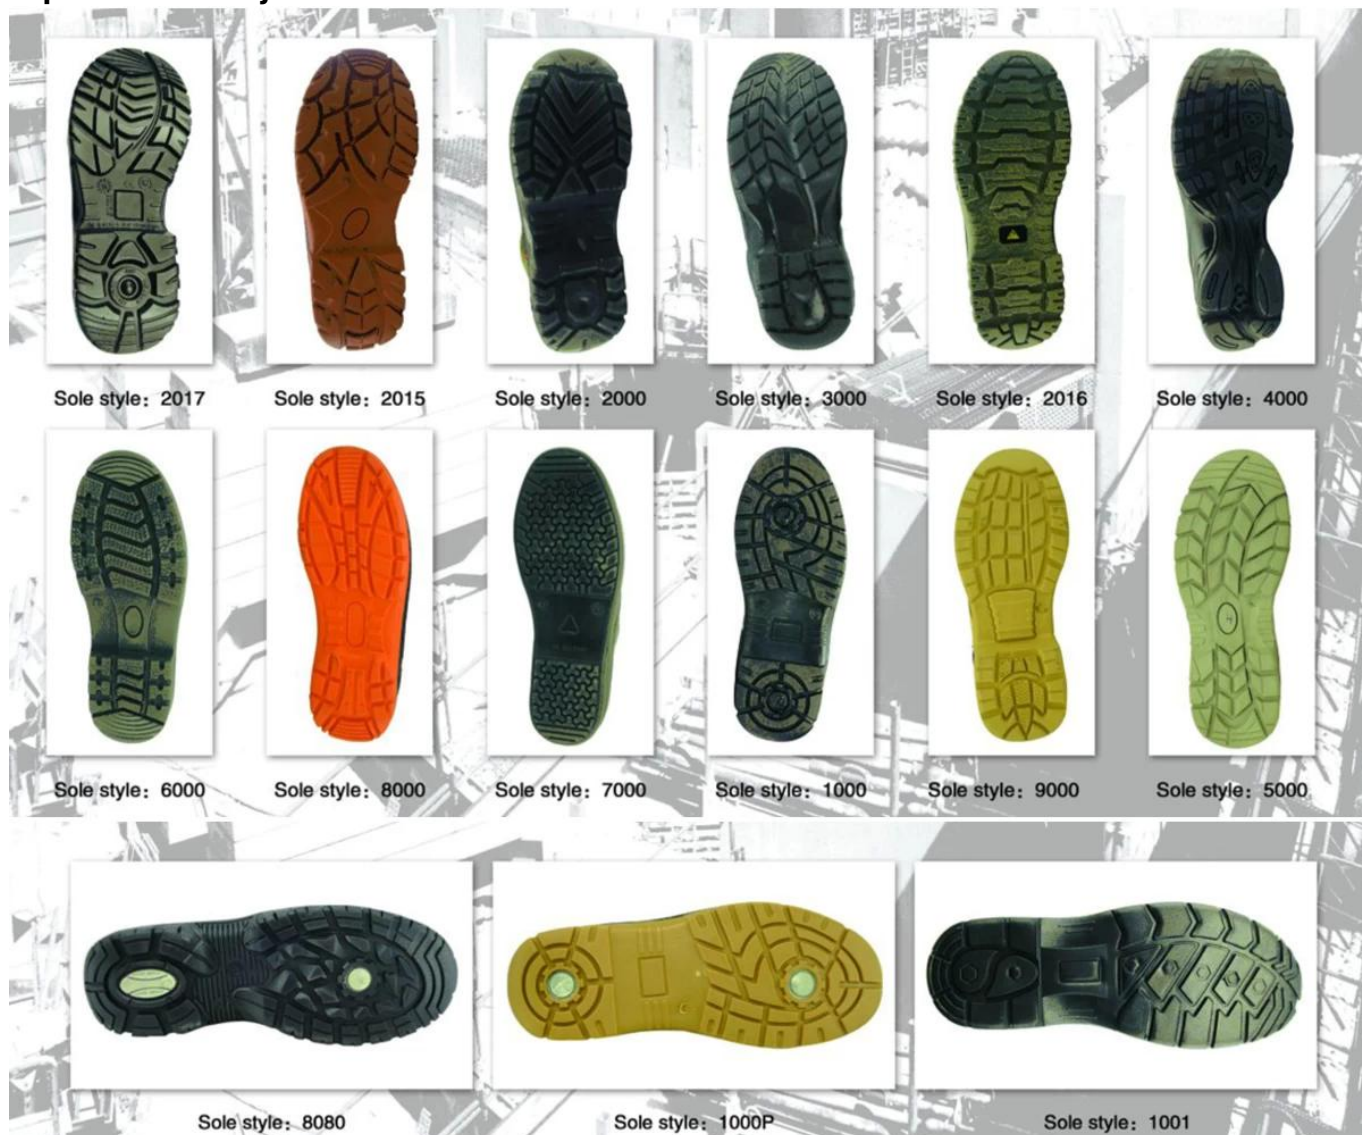 Sole style：2017
Sole style：2015
Sole style：2000
Sole style：3000
Sole style：2016
Sole style：4000
Sole style：6000
Sole style：8000
Sole style：7000
Sole style：1000
Sole style：9000
Sole style：5000
Sole style：8080
Sole style：1000P
Sole style：1001